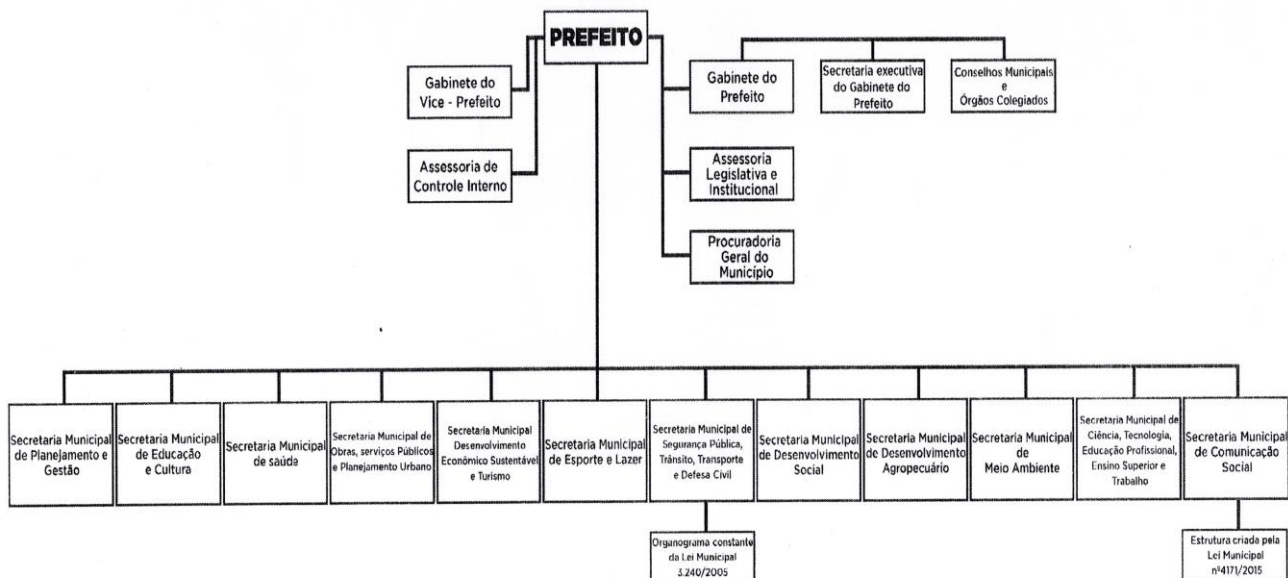 PREFEITO
Gabinete do
Vice - Prefeito
Assessoria de
Controle Interno
Gabinete do
Prefeito
Secretaria executiva
do Gabinete do
Prefeito
Conselhos Municipais
e
Órgãos Colegiados
Assessoria
Legislativa e
Institucional
Procuradoria
Geral do
Município
Secretaria Municipal
de Planejamento e
Gestão
Secretaria Municipal
de Educação
e Cultura
Secretaria Municipal
de saúda
Secretaria Municipal de
Obras, serviços Públicos
e Planejamento Urbano
Secretaria Municipal
Desenvolvimento
Econômico Sustentável
e Turismo
Secretaria Municipal
de Esporte e Lazer
Secretaria Municipal de
Segurança Pública,
Trânsito, Transporte
e Defesa Civil
Secretaria Municipal
de Desenvolvimento
Social
Secretaria Municipal
de Desenvolvimento
Agropecuário
Secretaria Municipal
de
Meio Ambiente
Secretaria Municipal de
Ciência, Tecnologia,
Educação Profissional,
Ensino Superior e
Trabalho
Secretaria Municipal
de Comunicação
Social
Organograma constante
da Lei Municipal
3.240/2005
Estrutura criada pela
Lei Municipal
nº4171/2015